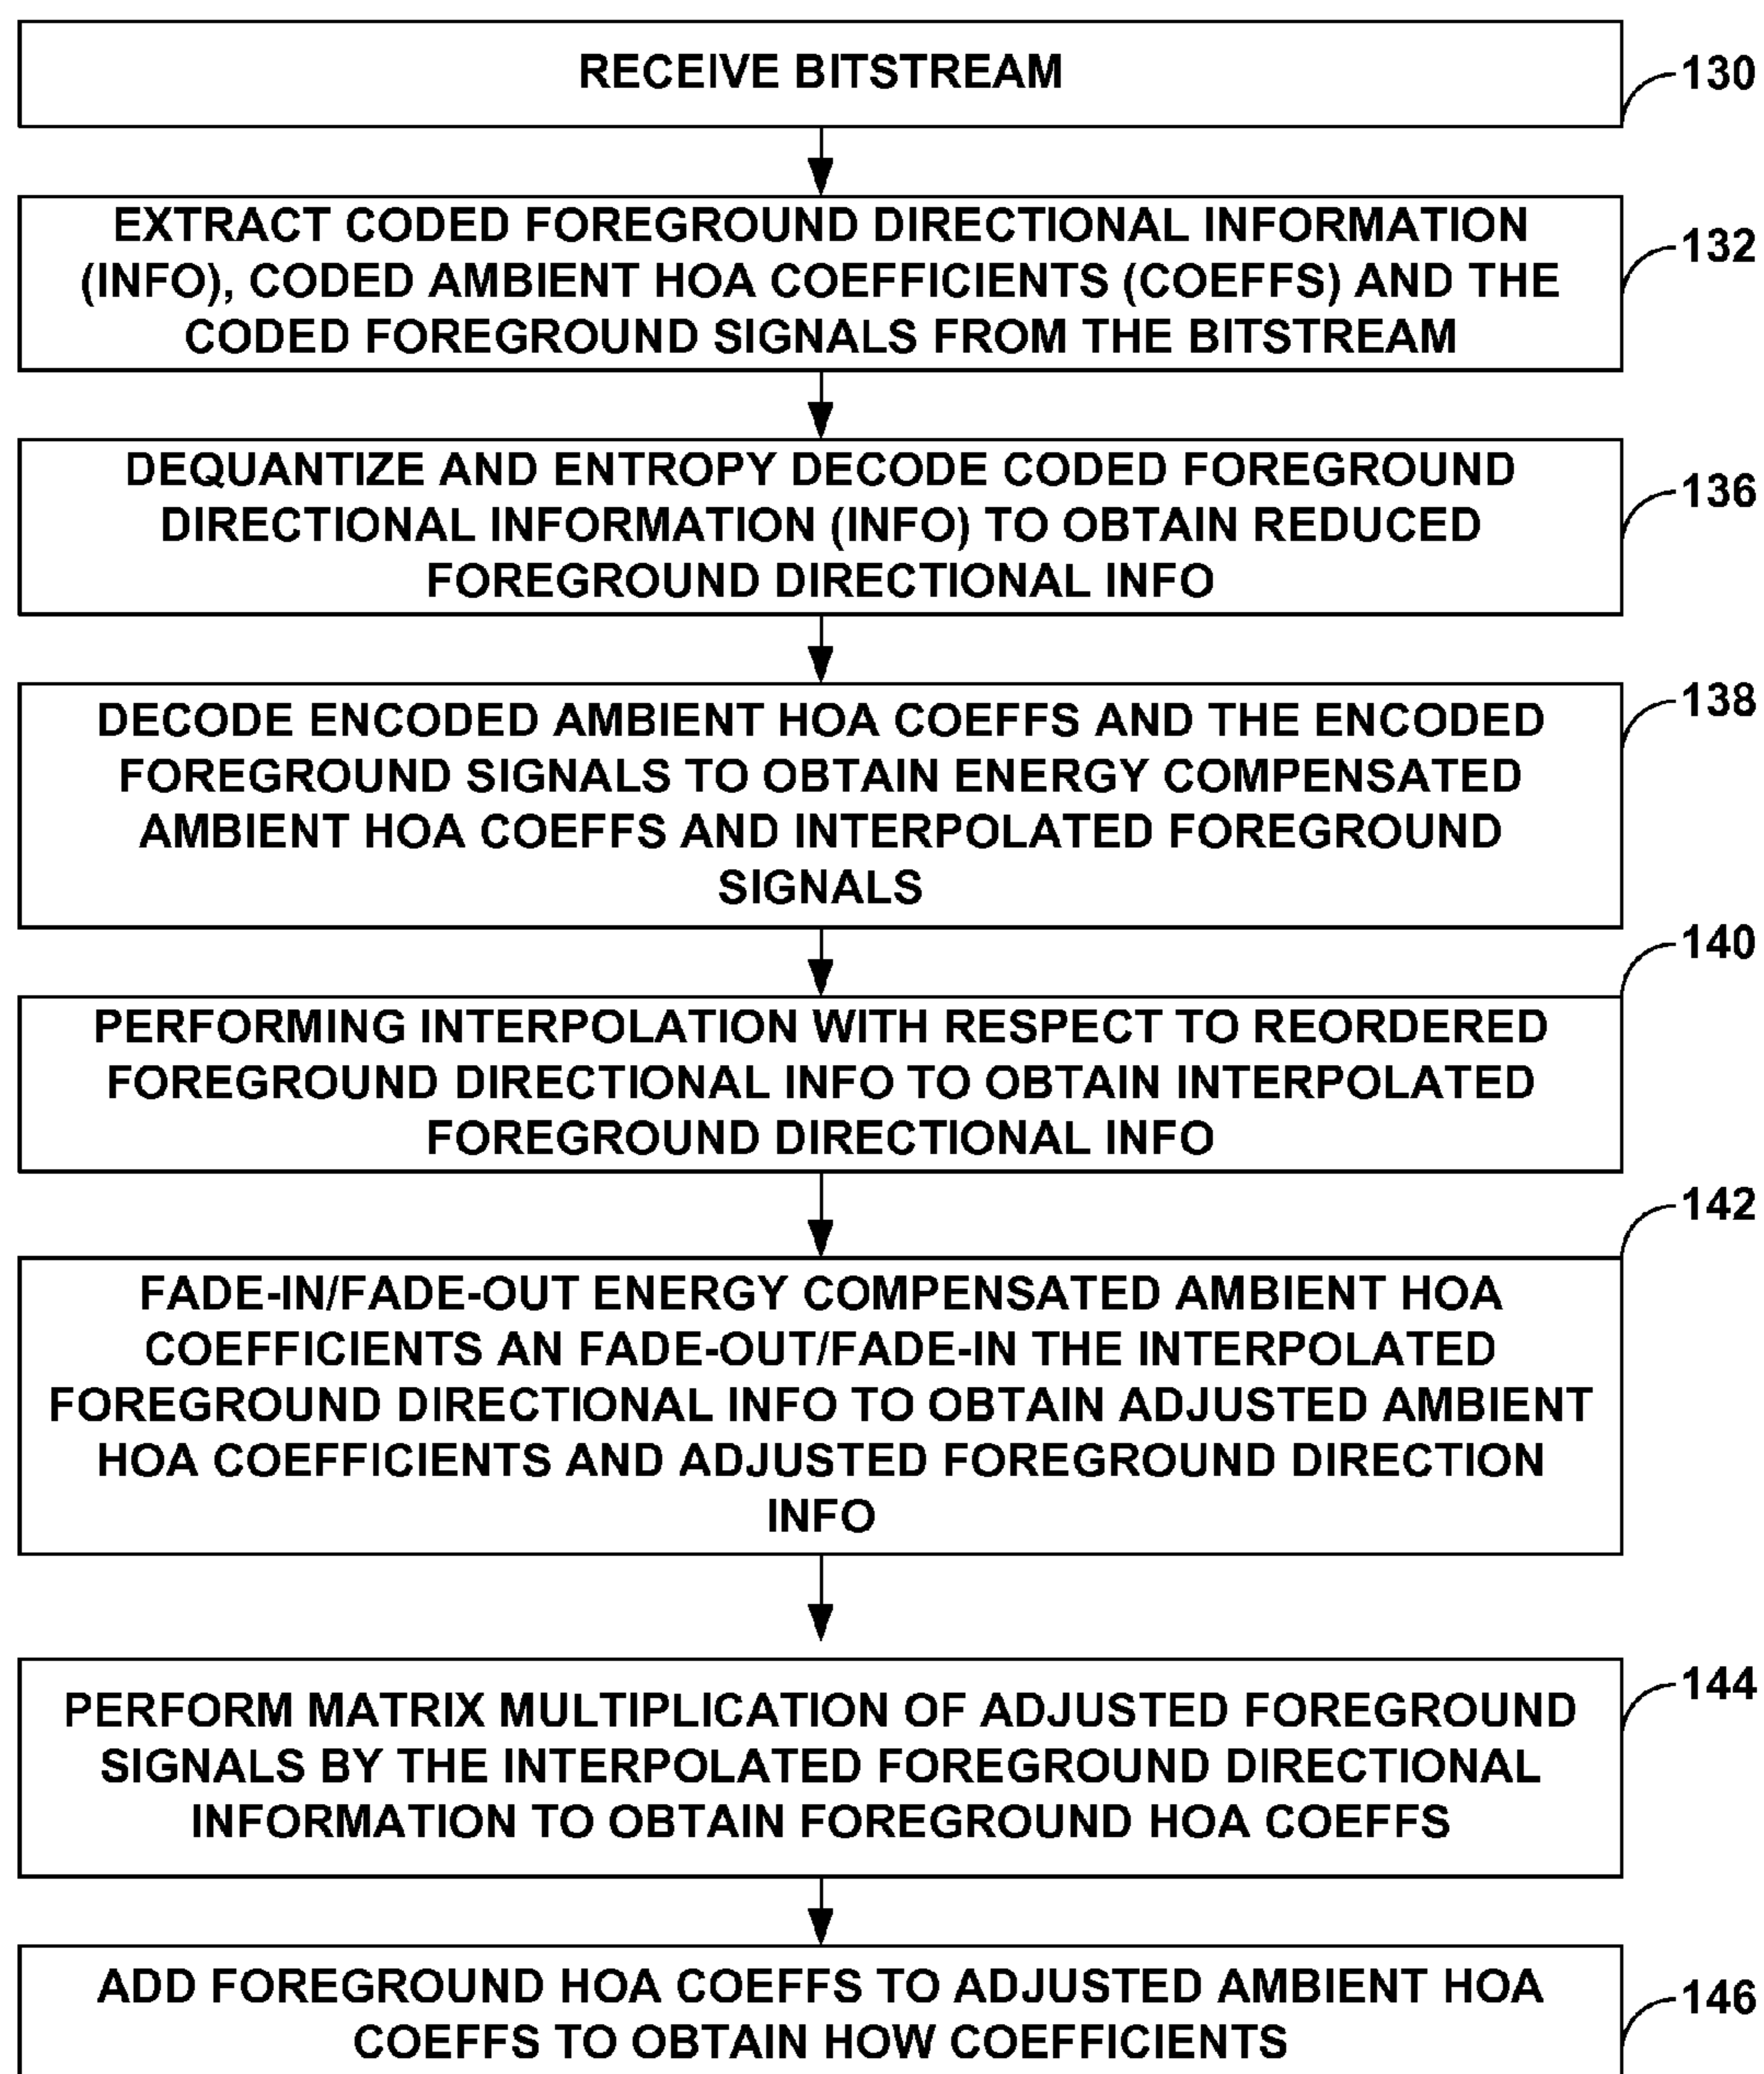 RECEIVE BITSTREAM
130
EXTRACT CODED FOREGROUND DIRECTIONAL INFORMATION
(INFO), CODED AMBIENT HOA COEFFICIENTS (COEFFS) AND THE
CODED FOREGROUND SIGNALS FROM THE BITSTREAM
132
DEQUANTIZE AND ENTROPY DECODE CODED FOREGROUND
DIRECTIONAL INFORMATION (INFO) TO OBTAIN REDUCED
FOREGROUND DIRECTIONAL INFO
136
DECODE ENCODED AMBIENT HOA COEFFS AND THE ENCODED
FOREGROUND SIGNALS TO OBTAIN ENERGY COMPENSATED
AMBIENT HOA COEFFS AND INTERPOLATED FOREGROUND
SIGNALS
138
PERFORMING INTERPOLATION WITH RESPECT TO REORDERED
FOREGROUND DIRECTIONAL INFO TO OBTAIN INTERPOLATED
FOREGROUND DIRECTIONAL INFO
140
FADE-IN/FADE-OUT ENERGY COMPENSATED AMBIENT HOA
COEFFICIENTS AN FADE-OUT/FADE-IN THE INTERPOLATED
FOREGROUND DIRECTIONAL INFO TO OBTAIN ADJUSTED AMBIENT
HOA COEFFICIENTS AND ADJUSTED FOREGROUND DIRECTION
INFO
142
PERFORM MATRIX MULTIPLICATION OF ADJUSTED FOREGROUND
SIGNALS BY THE INTERPOLATED FOREGROUND DIRECTIONAL
INFORMATION TO OBTAIN FOREGROUND HOA COEFFS
144
ADD FOREGROUND HOA COEFFS TO ADJUSTED AMBIENT HOA
COEFFS TO OBTAIN HOW COEFFICIENTS
146